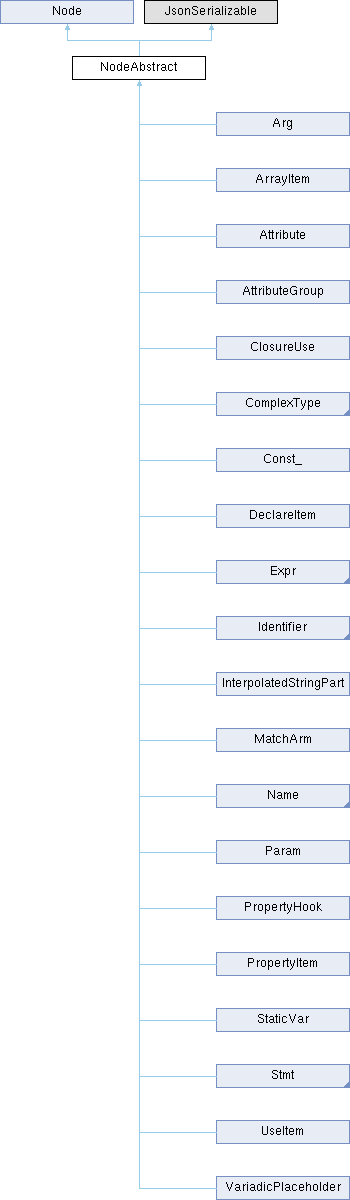 Node
JsonSerializable
NodeAbstract
Arg
ArrayItem
Attribute
AttributeGroup
ClosureUse
ComplexType
Const_
DeclareItem
Expr
Identifier
InterpolatedStringPart
MatchArm
Name
Param
PropertyHook
PropertyItem
StaticVar
Stmt
UseItem
VariadicPlaceholder